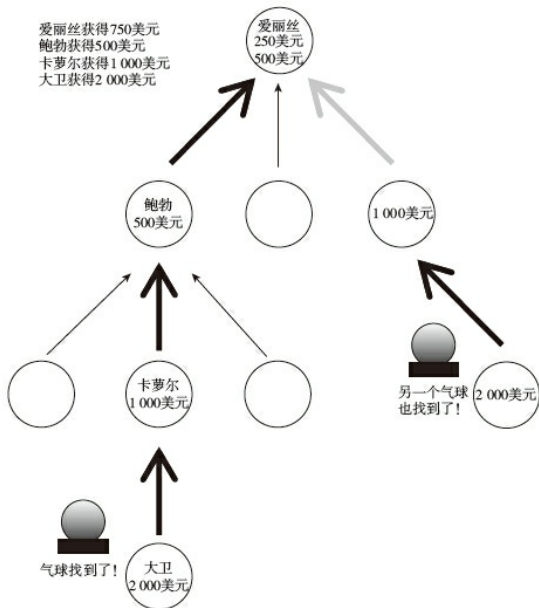 爱丽丝获得750美元
鲍勃获得500美元
卡萝尔获得1 000美元
大卫获得2 000美元
爱丽丝
250美元
500美元
鲍勃
500美元
1 000美元
卡萝尔
1 000美元
另一个气球
也找到了!
2 000美元
气球找到了!
大卫
2 000美元